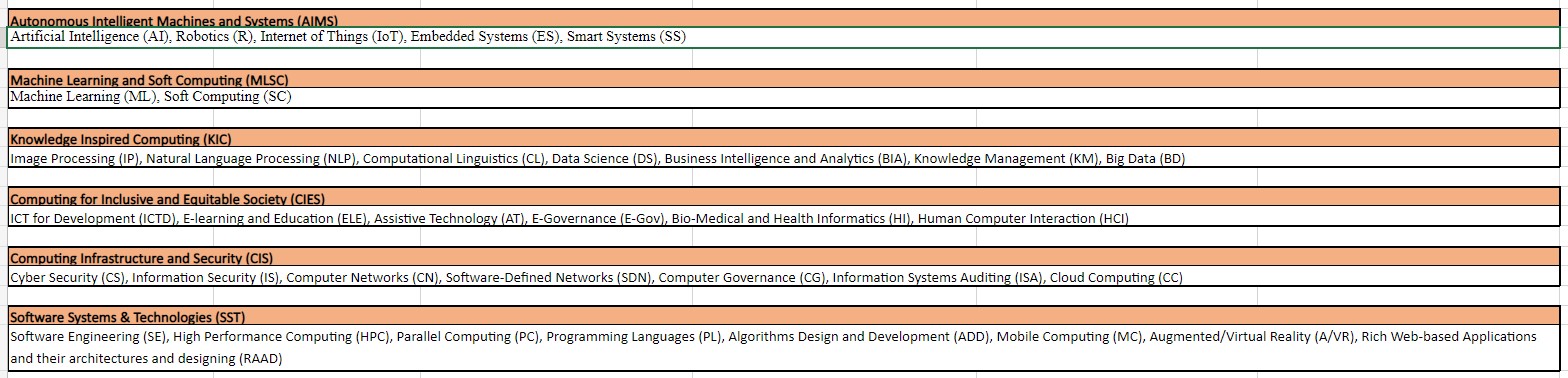 Autonomous Intelligent Machines and Systems (AIMS)
Artificial Intelligence (AI), Robotics (R), Internet of Things (IoT), Embedded Systems (ES), Smart Systems (SS)
Machine Learning and Soft Computing (MLSC)
Machine Learning (ML), Soft Computing (SC)
Knowledge Inspired Computing (KIC)
Image Processing (IP), Natural Language Processing (NLP), Computational Linguistics (CL), Data Science (DS), Business Intelligence and Analytics (BIA), Knowledge Management (KM), Big Data (BD)
Computing for Inclusive and Equitable Society (CIES)
ICT for Development (ICTD), E-learning and Education (ELE), Assistive Technology (AT), E-Governance (E-Gov), Bio-Medical and Health Informatics (HI), Human Computer Interaction (HCI)
Computing Infrastructure and Security (CIS)
Cyber Security (CS), Information Security (IS), Computer Networks (CN), Software-Defined Networks (SDN), Computer Governance (CG), Information Systems Auditing (ISA), Cloud Computing (CC)
Software Systems & Technologies (SST)
Software Engineering (SE), High Performance Computing (HPC), Parallel Computing (PC), Programming Languages (PL), Algorithms Design and Development (ADD), Mobile Computing (MC), Augmented/Virtual Reality (A/VR), Rich Web-based Applications
and their architectures and designing (RAAD)